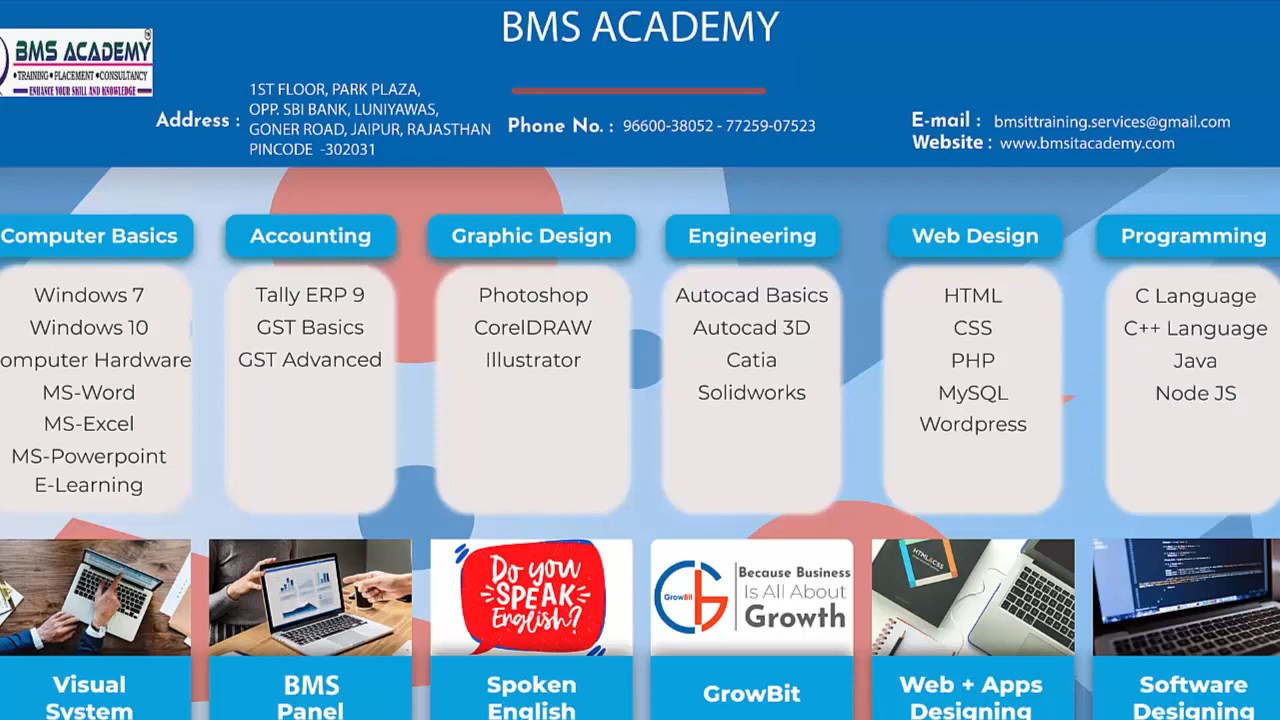 BMS ACADEMY
TM
BMS ACADEMY
•TRAINING•PLACEMENT•CONSULTANCY
ENHANCE YOUR SKILL AND KNOWLEDGE
Address :
1ST FLOOR, PARK PLAZA,
OPP. SBI BANK, LUNIYAWAS,
GONER ROAD, JAIPUR, RAJASTHAN
PINCODE -302031
Phone No. : 96600-38052 - 77259-07523
E-mail : bmsittraining.services@gmail.com
Website : www.bmsitacademy.com
Computer Basics
Windows 7
Windows 10
omputer Hardware
MS-Word
MS-Excel
MS-Powerpoint
E-Learning
Accounting
Tally ERP 9
GST Basics
GST Advanced
Graphic Design
Photoshop
CorelDRAW
Illustrator
Engineering
Autocad Basics
Autocad 3D
Catia
Solidworks
Web Design
HTML
CSS
PHP
MySQL
Wordpress
Programming
C Language
C++ Language
Java
Node JS
Do you
SPEAK
English?
GrowBit
Because Business
Is All About
Growth
HTML&CSS
Visual
System
BMS
Panel
Spoken
English
GrowBit
Web + Apps
Designing
Software
Designing